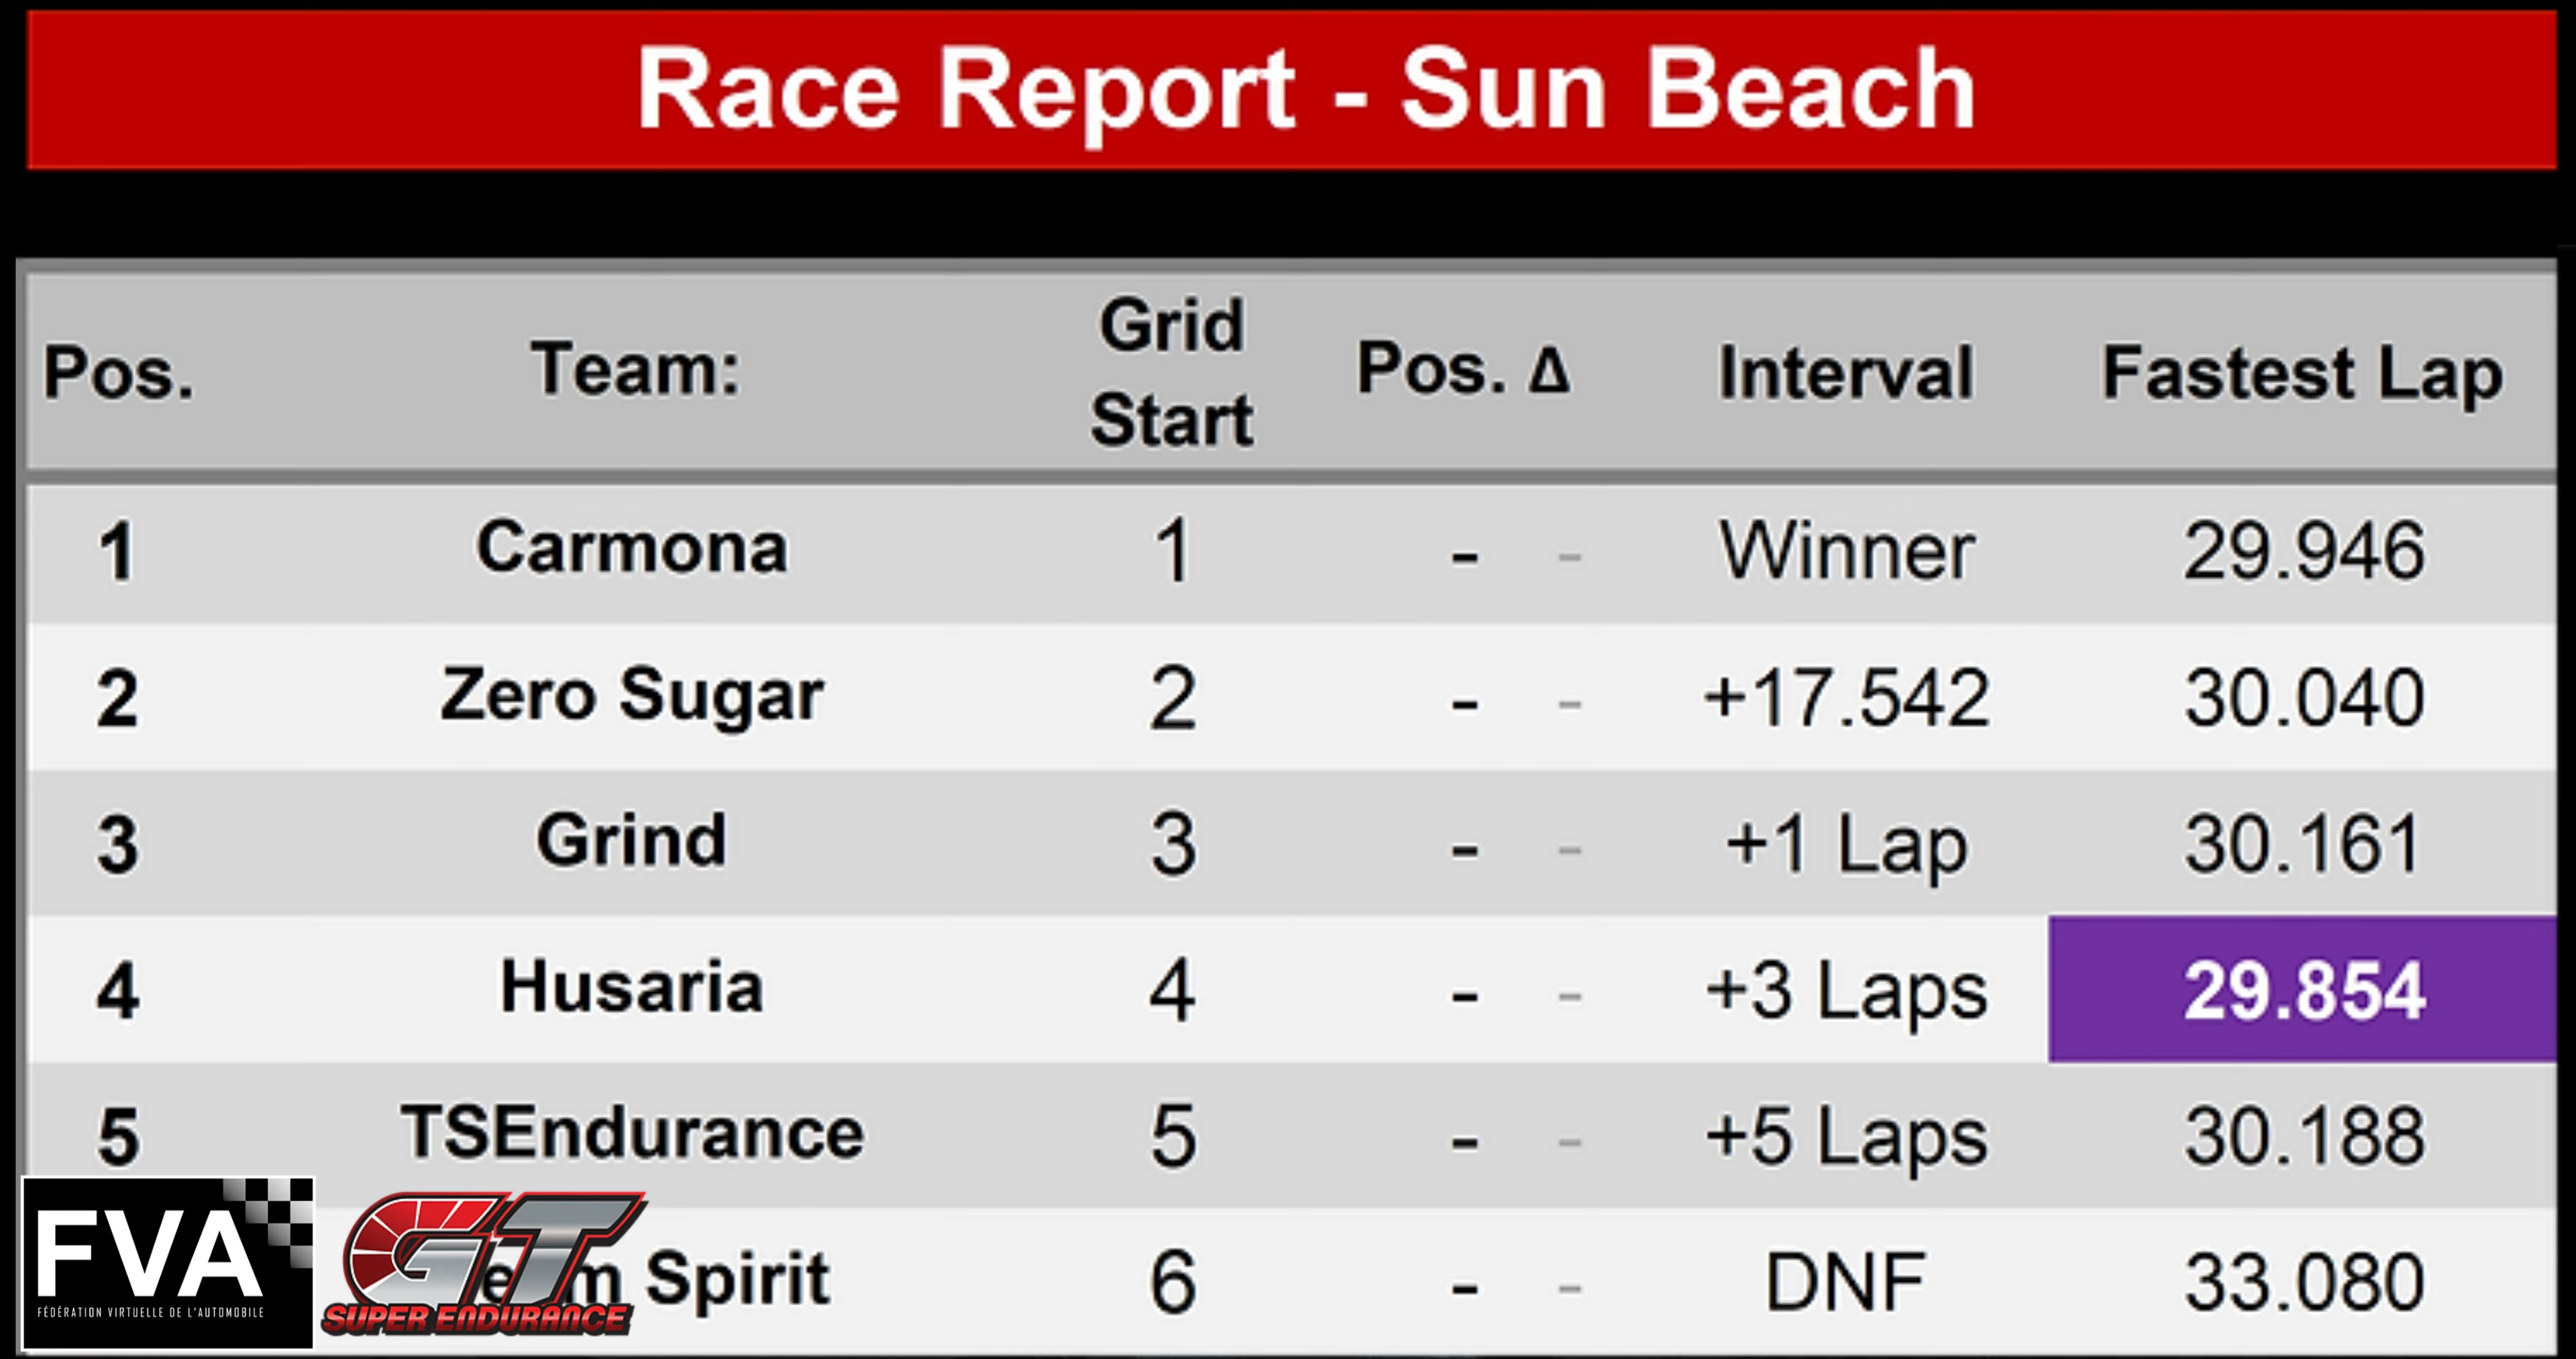 Race Report - Sun Beach
Pos. Team: Grid Start Pos. Δ Interval Fastest Lap
1 Carmona 1 - - Winner 29.946
2 Zero Sugar 2 - - +17.542 30.040
3 Grind 3 - - +1 Lap 30.161
4 Husaria 4 - - +3 Laps 29.854
5 TSEndurance 5 - - +5 Laps 30.188
Spirit 6 - - DNF 33.080
FVA
FÉDÉRATION VIRTUELLE DE L'AUTOMOBILE
GT
SUPER ENDURANCE